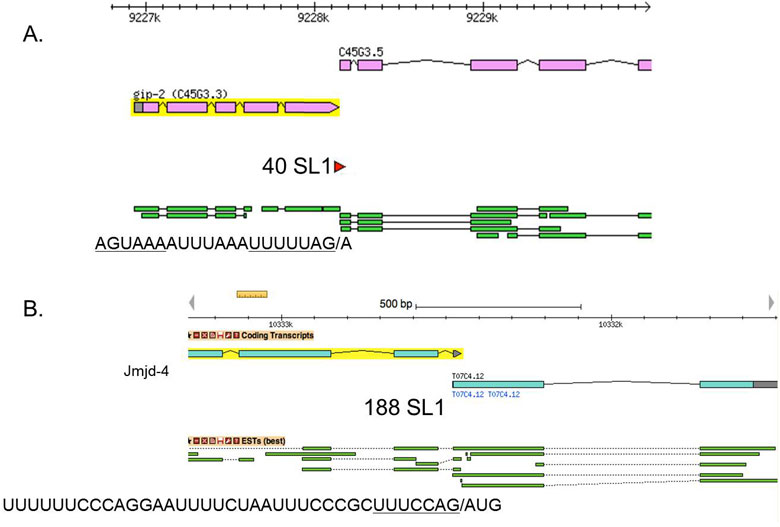 A.
9227k 9228k 9229k
C45G3.5
gip-2 (C45G3.3)
40 SL1
AGUAAAAUUUAAAUUUUUAG/A
B.
500 bp
10333k 10332k
Coding Transcripts
Jmjd-4
T07C4.12
T07C4.12 T07C4.12
188 SL1
ESTs (best)
UUUUUUCCCAGGAAUUUUCUAAUUUCCCGCUUUCCAG/AUG